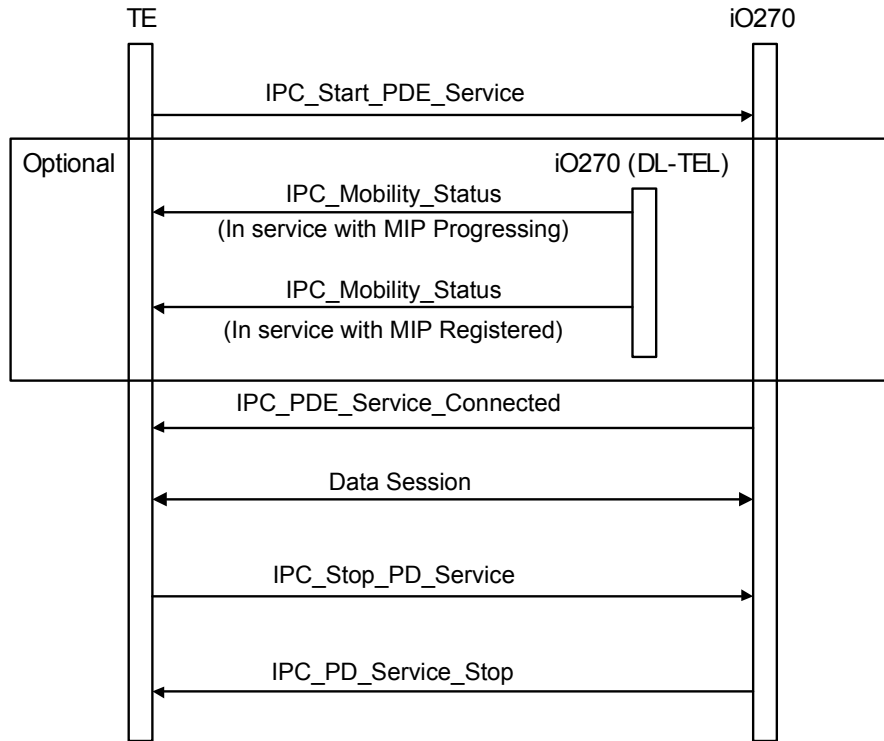 TE
iO270
IPC_Start_PDE_Service
Optional
iO270 (DL-TEL)
IPC_Mobility_Status
(In service with MIP Progressing)
IPC_Mobility_Status
(In service with MIP Registered)
IPC_PDE_Service_Connected
Data Session
IPC_Stop_PD_Service
IPC_PD_Service_Stop